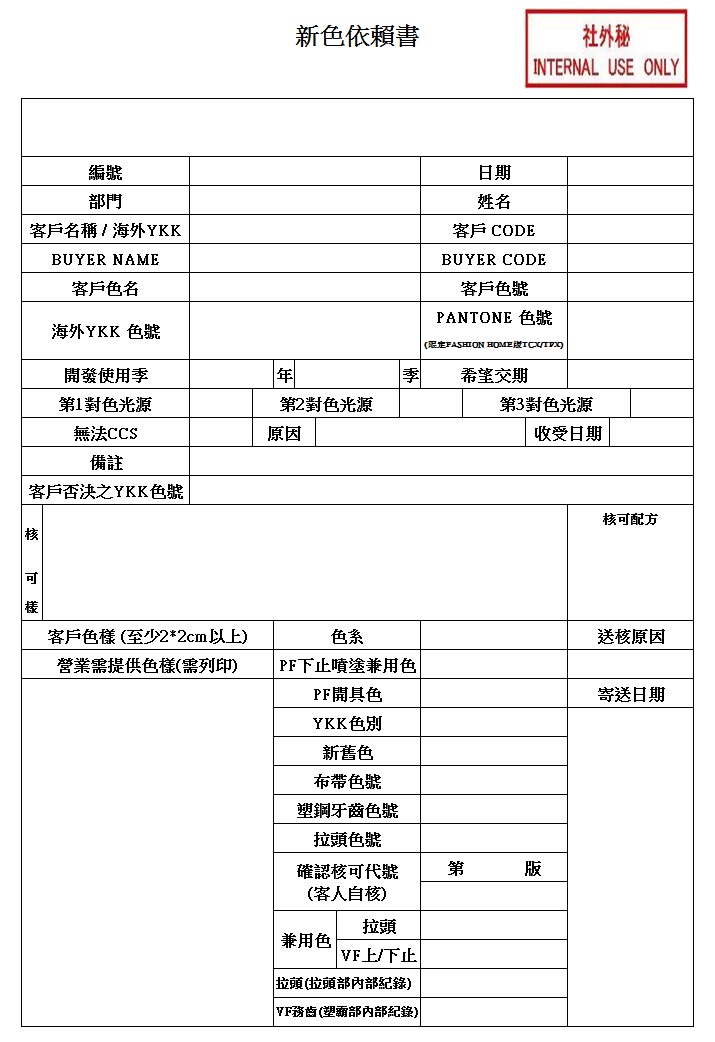 新色依賴書
社外秘
INTERNAL USE ONLY
編號 日期
部門 姓名
客戶名稱 / 海外YKK 客戶 CODE
BUYER NAME BUYER CODE
客戶色名 客戶色號
海外YKK 色號 PANTONE 色號
(限定FASHION HOME版TCX/TPX)
開發使用季 年 季 希望交期
第1對色光源 第2對色光源 第3對色光源
無法CCS 原因 收受日期
備註
客戶否決之YKK色號
核可樣 核可配方
客戶色樣 (至少2*2cm以上) 色糸 送核原因
營業需提供色樣(需列印) PF下止噴塗兼用色
PF開具色 寄送日期
YKK色別
新舊色
布帶色號
塑鋼牙齒色號
拉頭色號
確認核可代號 第 版
(客人自核)
兼用色 拉頭
VF上/下止
拉頭(拉頭部內部紀錄)
VF務齒(塑霸部內部紀錄)